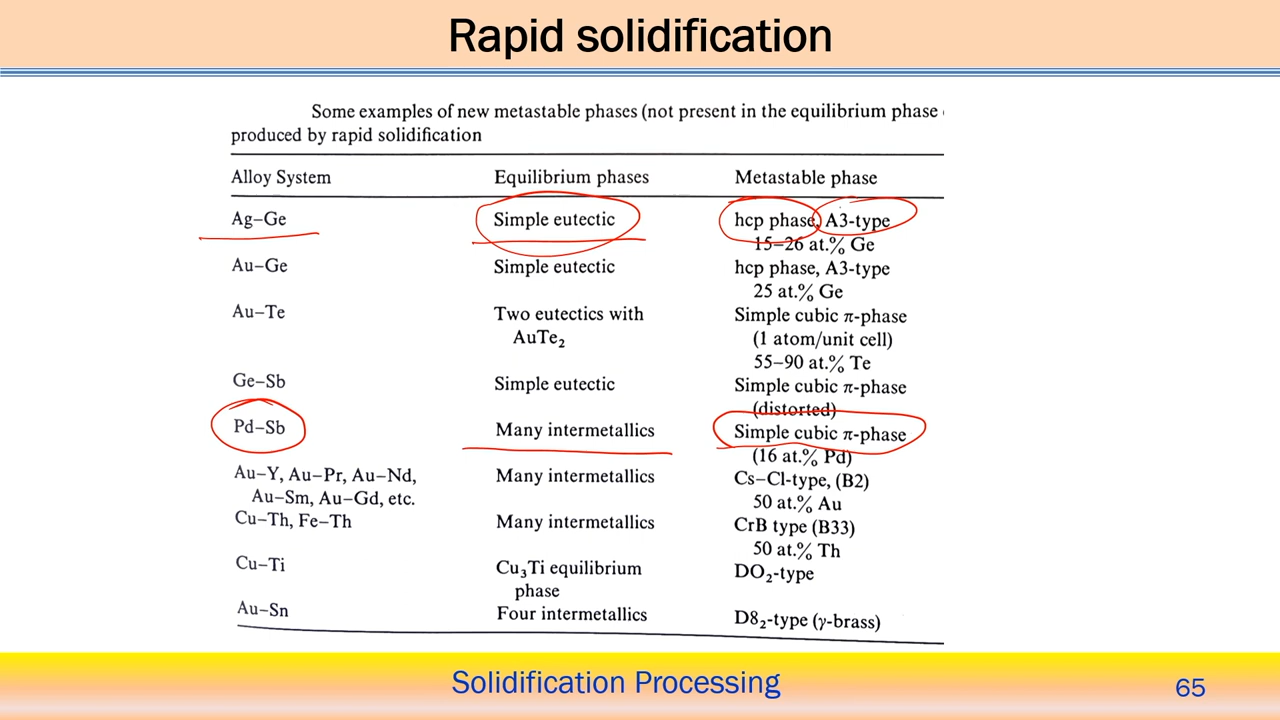 Rapid solidification
Some examples of new metastable phases (not present in the equilibrium phase
produced by rapid solidification
Alloy System Equilibrium phases Metastable phase
Ag–Ge Simple eutectic hcp phase, A3-type
15–26 at.% Ge
Au–Ge Simple eutectic hcp phase, A3-type
25 at.% Ge
Au–Te Two eutectics with Simple cubic π-phase
AuTe₂ (1 atom/unit cell)
55–90 at.% Te
Ge–Sb Simple eutectic Simple cubic π-phase
(distorted)
Pd–Sb Many intermetallics Simple cubic π-phase
(16 at.% Pd)
Au–Y, Au–Pr, Au–Nd, Many intermetallics Cs–Cl-type, (B2)
Au–Sm, Au–Gd, etc. 50 at.% Au
Cu–Th, Fe–Th Many intermetallics CrB type (B33)
50 at.% Th
Cu–Ti Cu₃Ti equilibrium DO₂-type
phase
Au–Sn Four intermetallics D8₂-type (γ-brass)
Solidification Processing
65